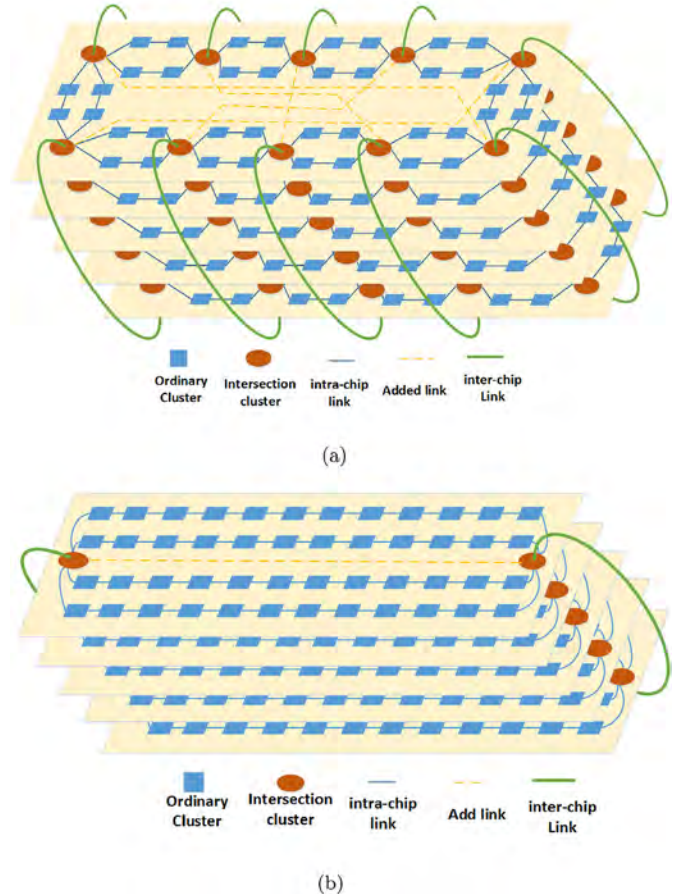 Ordinary
Cluster
Intersection
cluster
intra-chip
link
Added link
inter-chip
Link
(a)
Ordinary
Cluster
Intersection
cluster
intra-chip
link
Add link
inter-chip
Link
(b)